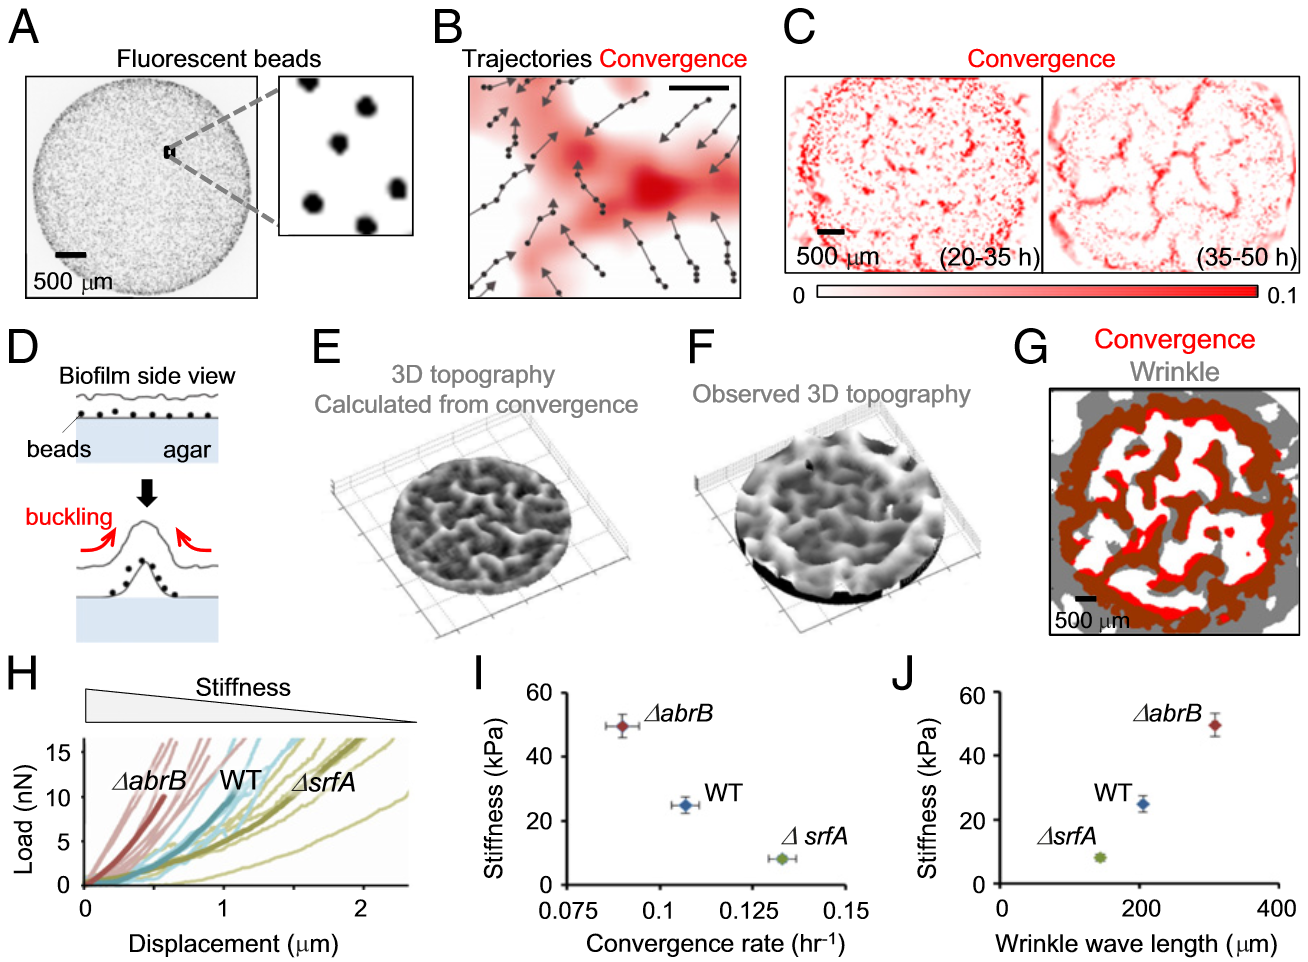 A
Fluorescent beads
500 μm
B
Trajectories Convergence
C
Convergence
500 μm
(20-35 h)
(35-50 h)
0
0.1
D
Biofilm side view
beads
agar
buckling
E
3D topography
Calculated from convergence
F
Observed 3D topography
G
Convergence
Wrinkle
500 μm
H
Stiffness
Load (nN)
15
10
5
0
ΔabrB
WT
ΔsrfA
0
1
2
Displacement (μm)
I
Stiffness (kPa)
60
40
20
0
ΔabrB
WT
Δ srfA
0.075
0.1
0.125
0.15
Convergence rate (hr⁻¹)
J
Stiffness (kPa)
60
40
20
0
ΔabrB
WT
ΔsrfA
0
200
400
Wrinkle wave length (μm)